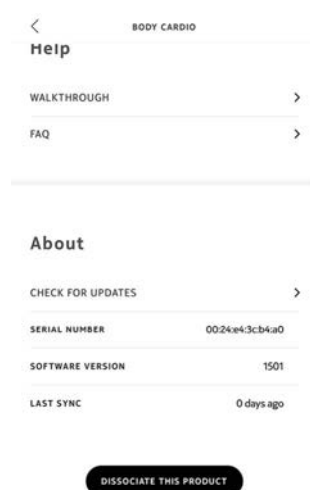 BODY CARDIO
Help
WALKTHROUGH
FAQ
About
CHECK FOR UPDATES
SERIAL NUMBER 00:24:e4:3c:b4:a0
SOFTWARE VERSION 1501
LAST SYNC 0 days ago
DISSOCIATE THIS PRODUCT